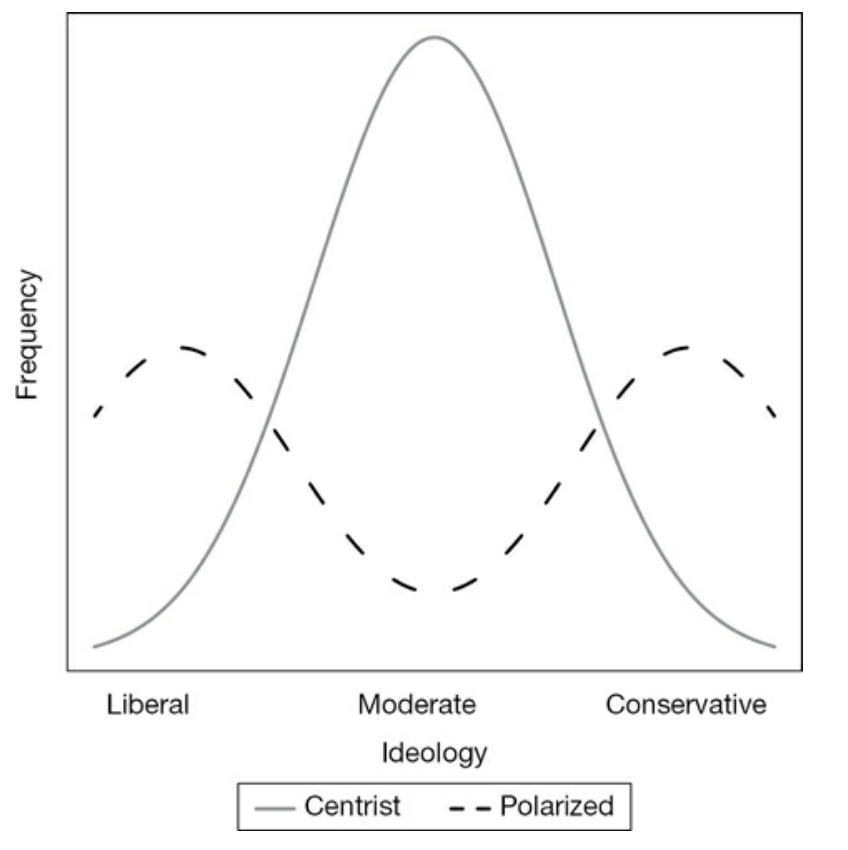 Frequency
Liberal Moderate Conservative
Ideology
Centrist Polarized